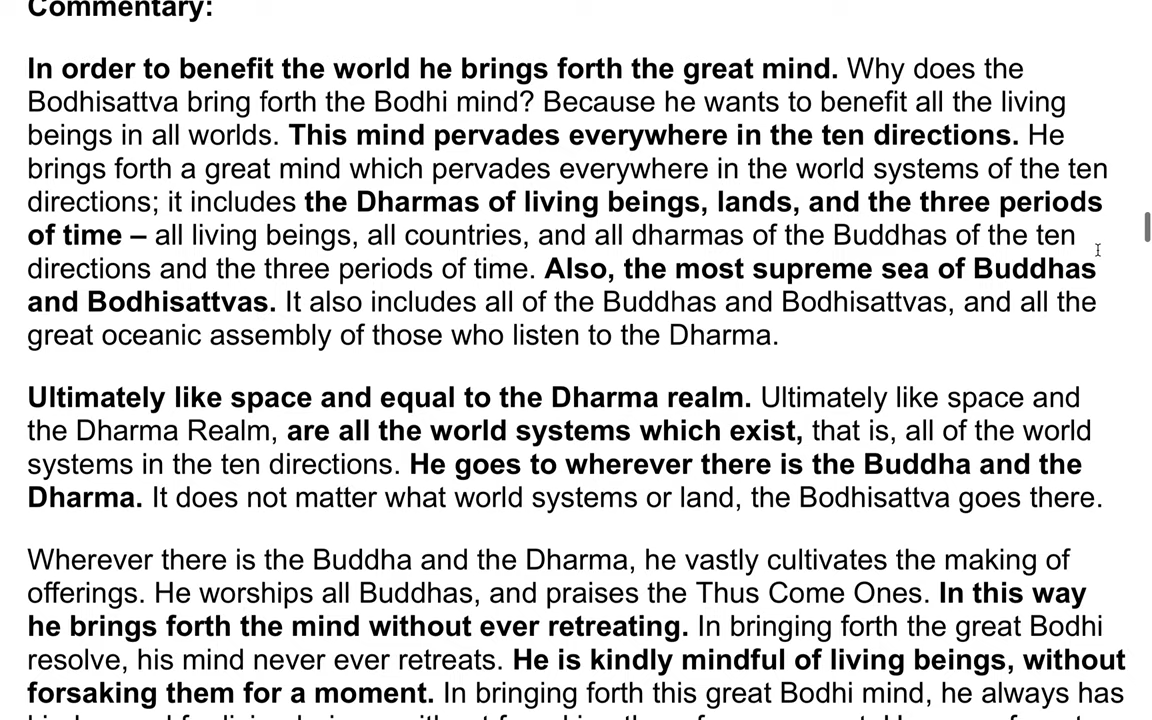 Commentary:
In order to benefit the world he brings forth the great mind. Why does the
Bodhisattva bring forth the Bodhi mind? Because he wants to benefit all the living
beings in all worlds. This mind pervades everywhere in the ten directions. He
brings forth a great mind which pervades everywhere in the world systems of the ten
directions; it includes the Dharmas of living beings, lands, and the three periods
of time – all living beings, all countries, and all dharmas of the Buddhas of the ten
directions and the three periods of time. Also, the most supreme sea of Buddhas
and Bodhisattvas. It also includes all of the Buddhas and Bodhisattvas, and all the
great oceanic assembly of those who listen to the Dharma.
Ultimately like space and equal to the Dharma realm. Ultimately like space and
the Dharma Realm, are all the world systems which exist, that is, all of the world
systems in the ten directions. He goes to wherever there is the Buddha and the
Dharma. It does not matter what world systems or land, the Bodhisattva goes there.
Wherever there is the Buddha and the Dharma, he vastly cultivates the making of
offerings. He worships all Buddhas, and praises the Thus Come Ones. In this way
he brings forth the mind without ever retreating. In bringing forth the great Bodhi
resolve, his mind never ever retreats. He is kindly mindful of living beings, without
forsaking them for a moment. In bringing forth this great Bodhi mind, he always has